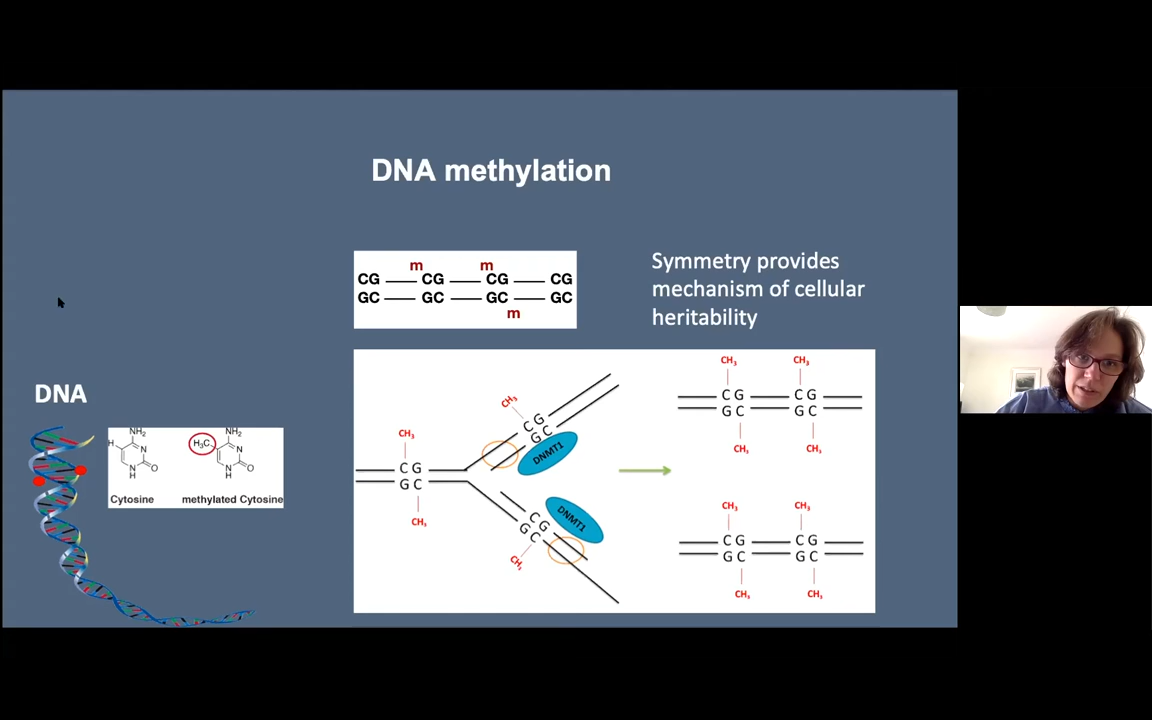 DNA methylation
m m
CG CG CG CG
GC GC GC GC
m
Symmetry provides
mechanism of cellular
heritability
DNA
H NH₂ N N H O
Cytosine
H₃C NH₂ N N H O
methylated Cytosine
CH₃
C G
G C
CH₃
CH₃
C G
G C
DNMT1
DNMT1
C G
G C
CH₃
CH₃ CH₃
C G C G
G C G C
CH₃ CH₃
CH₃ CH₃
C G C G
G C G C
CH₃ CH₃